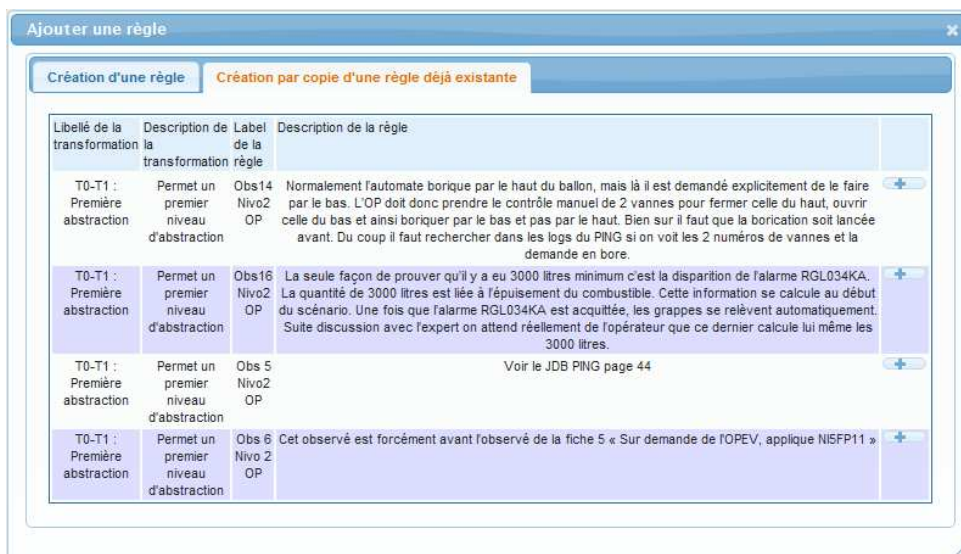 Ajouter une règle
Création d'une règle
Création par copie d'une règle déjà existante
Libellé de la
transformation
Description de
la
transformation
Label
de la
règle
Description de la règle
T0-T1 :
Première
abstraction
Permet un
premier
niveau
d'abstraction
Obs14
Nivo2
OP
Normalement l'automate borique par le haut du ballon, mais là il est demandé explicitement de le faire
par le bas. L'OP doit donc prendre le contrôle manuel de 2 vannes pour fermer celle du haut, ouvrir
celle du bas et ainsi boriquer par le bas et pas par le haut. Bien sur il faut que la borication soit lancée
avant. Du coup il faut rechercher dans les logs du PING si on voit les 2 numéros de vannes et la
demande en bore.
T0-T1 :
Première
abstraction
Permet un
premier
niveau
d'abstraction
Obs16
Nivo2
OP
La seule façon de prouver qu'il y a eu 3000 litres minimum c'est la disparition de l'alarme RGL034KA.
La quantité de 3000 litres est liée à l'épuisement du combustible. Cette information se calcule au début
du scénario. Une fois que l'alarme RGL034KA est acquittée, les grappes se relèvent automatiquement.
Suite discussion avec l'expert on attend réellement de l'opérateur que ce dernier calcule lui même les
3000 litres.
T0-T1 :
Première
abstraction
Permet un
premier
niveau
d'abstraction
Obs 5
Nivo2
OP
Voir le JDB PING page 44
T0-T1 :
Première
abstraction
Permet un
premier
niveau
d'abstraction
Obs 6
Nivo 2
OP
Cet observé est forcément avant l'observé de la fiche 5 « Sur demande de l'OPEV, applique NI5FP11 »